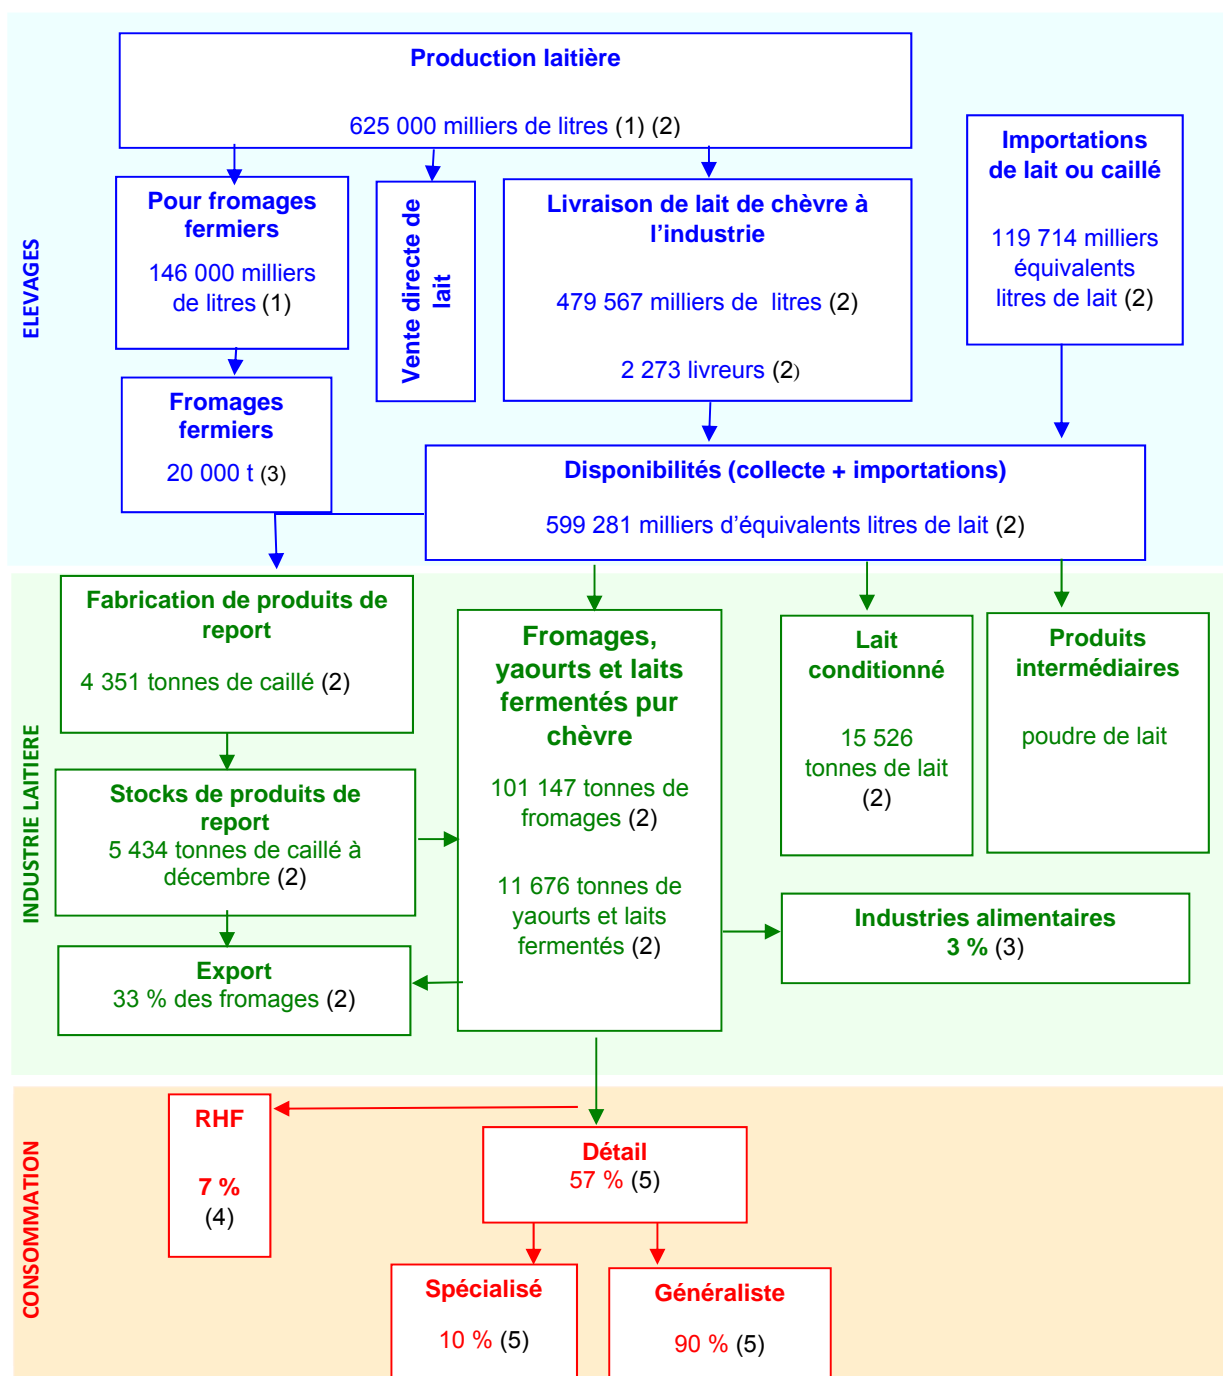 Production laitière
625 000 milliers de litres (1) (2)
Importations
de lait ou caillé
119 714 milliers
équivalents
litres de lait (2)
ELEVAGES
Pour fromages
fermiers
146 000 milliers
de litres (1)
Vente directe de
lait
Livraison de lait de chèvre à
l’industrie
479 567 milliers de litres (2)
2 273 livreurs (2)
Fromages
fermiers
20 000 t (3)
Disponibilités (collecte + importations)
599 281 milliers d’équivalents litres de lait (2)
INDUSTRIE LAITIERE
Fabrication de produits de
report
4 351 tonnes de caillé (2)
Fromages,
yaourts et laits
fermentés pur
chèvre
101 147 tonnes de
fromages (2)
11 676 tonnes de
yaourts et laits
fermentés (2)
Lait
conditionné
15 526
tonnes de lait
(2)
Produits
intermédiaires
poudre de lait
Stocks de produits de
report
5 434 tonnes de caillé à
décembre (2)
Industries alimentaires
3 % (3)
Export
33 % des fromages (2)
CONSOMMATION
RHF
7 %
(4)
Détail
57 % (5)
Spécialisé
10 % (5)
Généraliste
90 % (5)